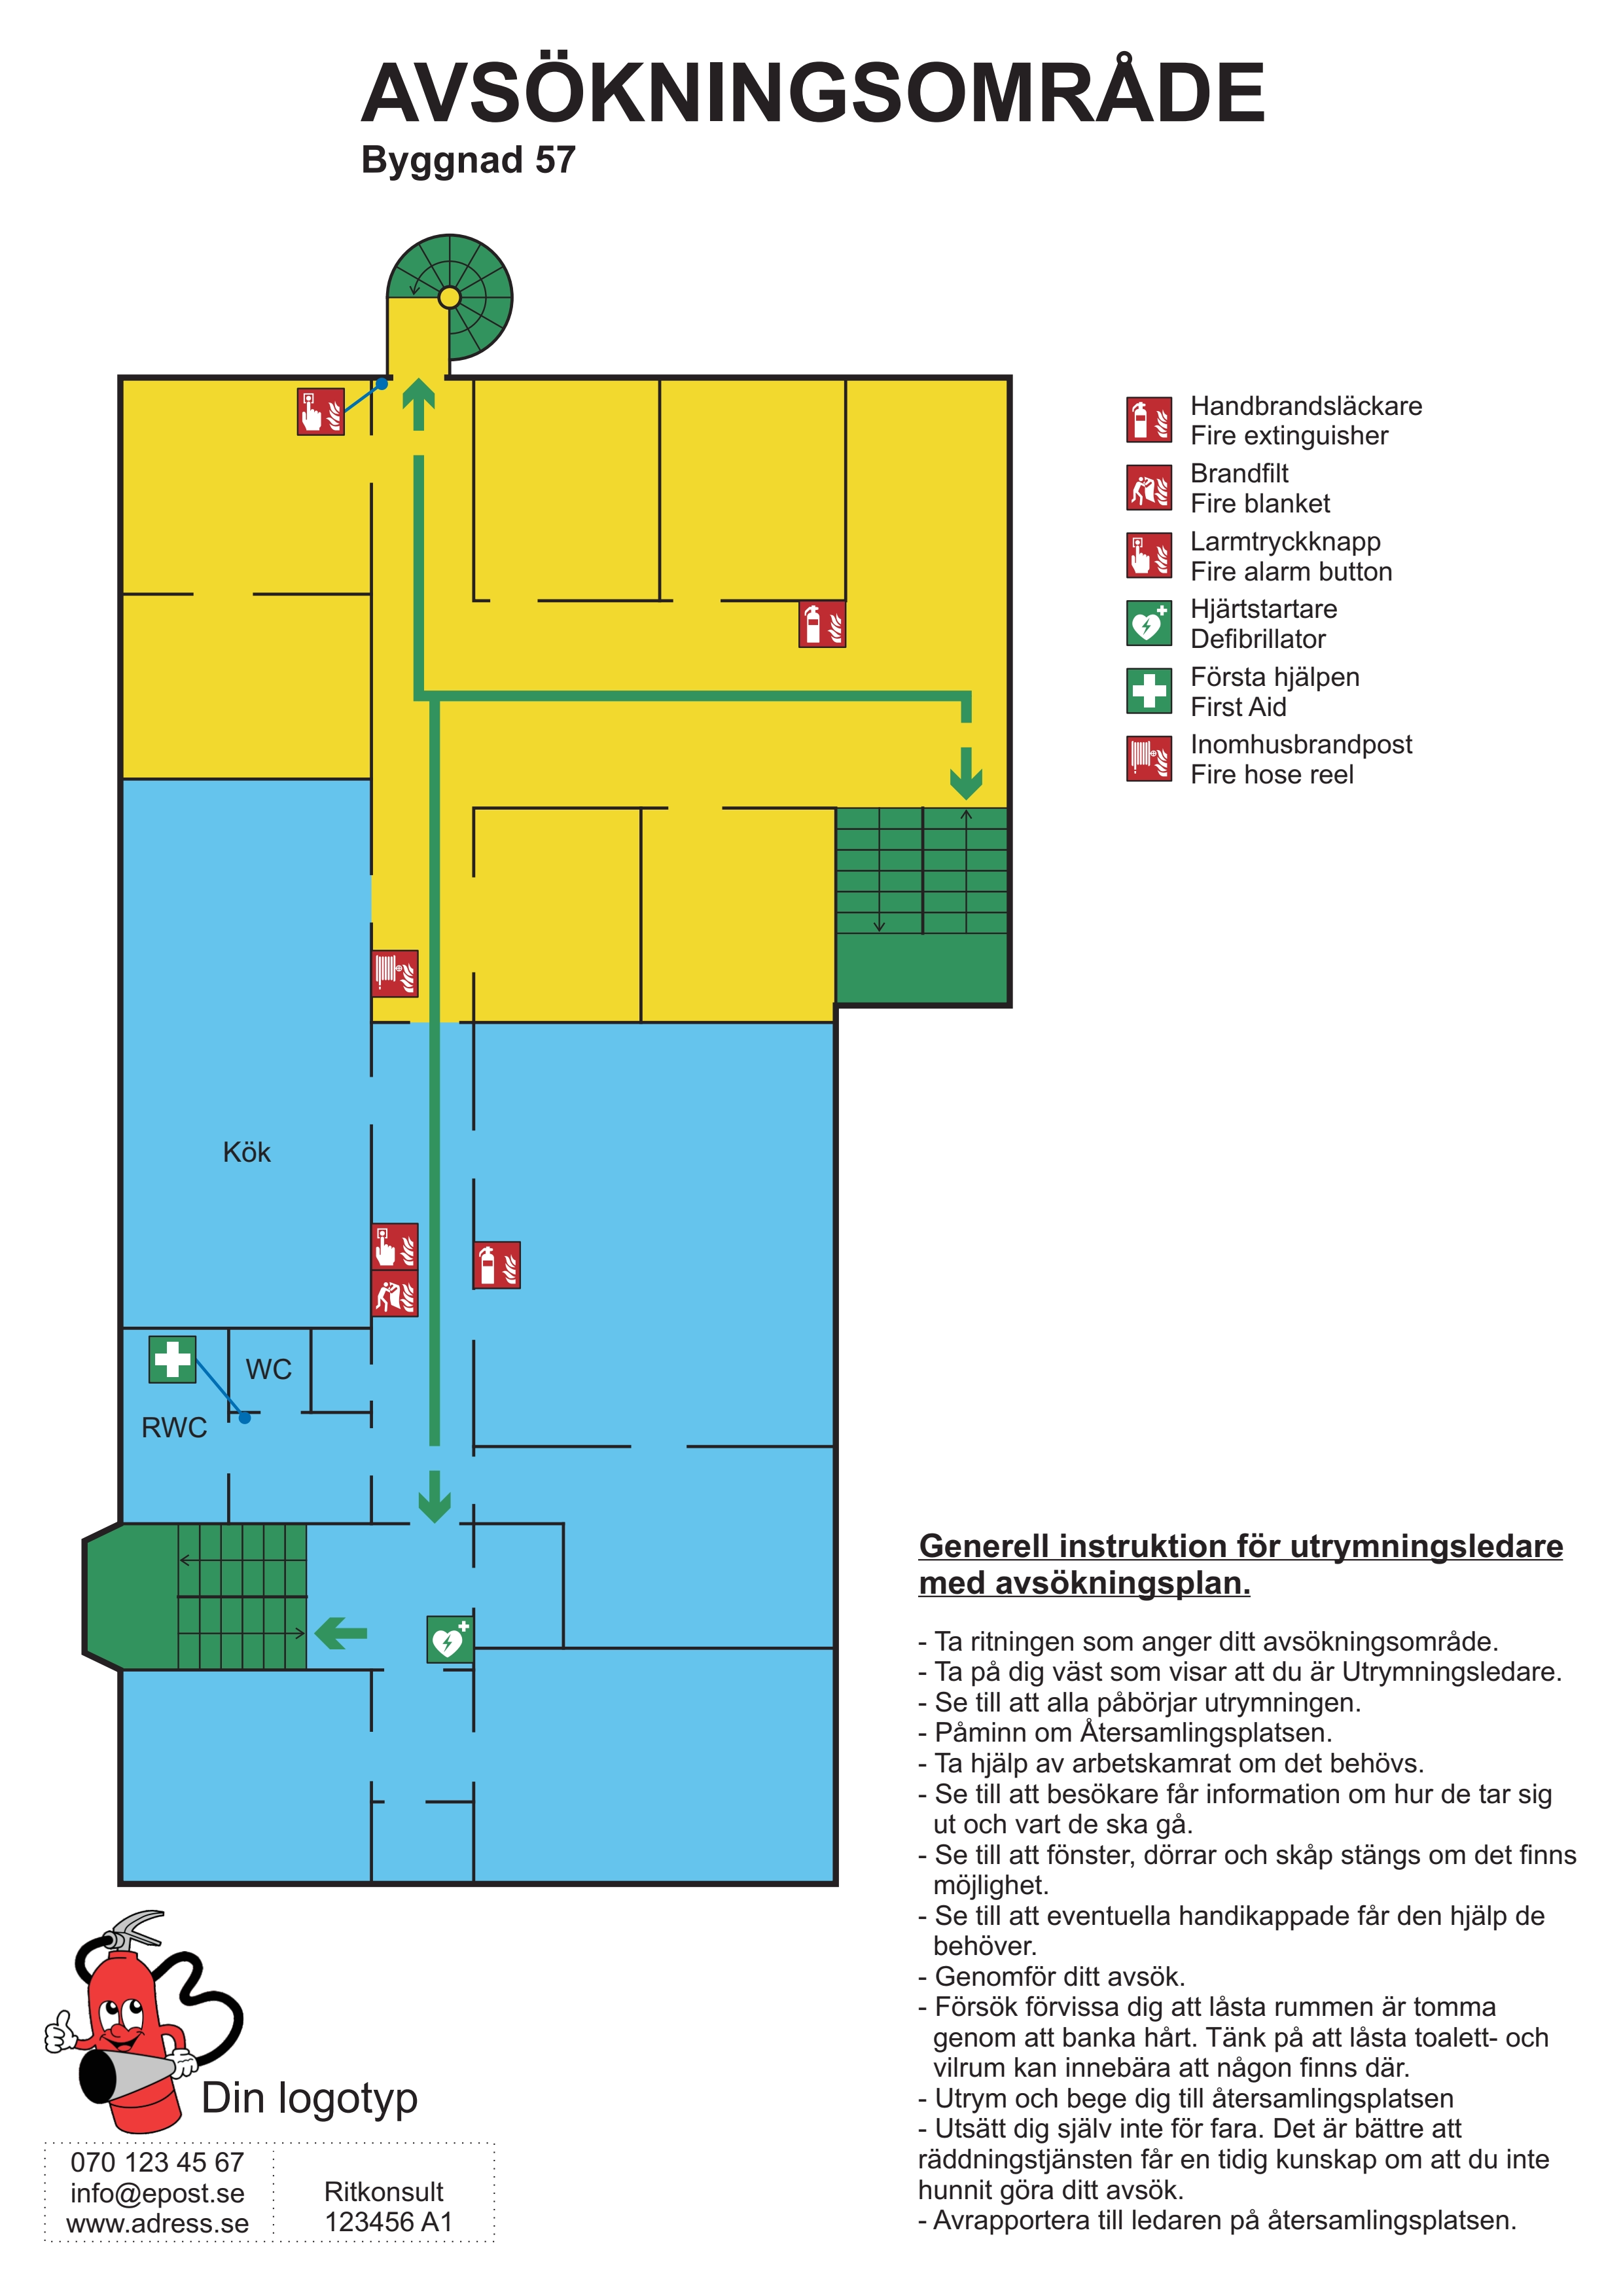 AVSÖKNINGSOMRÅDE
Byggnad 57
Handbrandsläckare
Fire extinguisher
Brandfilt
Fire blanket
Larmtryckknapp
Fire alarm button
Hjärtstartare
Defibrillator
Första hjälpen
First Aid
Inomhusbrandpost
Fire hose reel
Kök
WC
RWC
Generell instruktion för utrymningsledare
med avsökningsplan.
- Ta ritningen som anger ditt avsökningsområde.
- Ta på dig väst som visar att du är Utrymningsledare.
- Se till att alla påbörjar utrymningen.
- Påminn om Återsamlingsplatsen.
- Ta hjälp av arbetskamrat om det behövs.
- Se till att besökare får information om hur de tar sig
ut och vart de ska gå.
- Se till att fönster, dörrar och skåp stängs om det finns
möjlighet.
- Se till att eventuella handikappade får den hjälp de
behöver.
- Genomför ditt avsök.
- Försök förvissa dig att låsta rummen är tomma
genom att banka hårt. Tänk på att låsta toalett- och
vilrum kan innebära att någon finns där.
- Utrym och bege dig till återsamlingsplatsen
- Utsätt dig själv inte för fara. Det är bättre att
räddningstjänsten får en tidig kunskap om att du inte
hunnit göra ditt avsök.
- Avrapportera till ledaren på återsamlingsplatsen.
Din logotyp
070 123 45 67
info@epost.se
www.adress.se
Ritkonsult
123456 A1